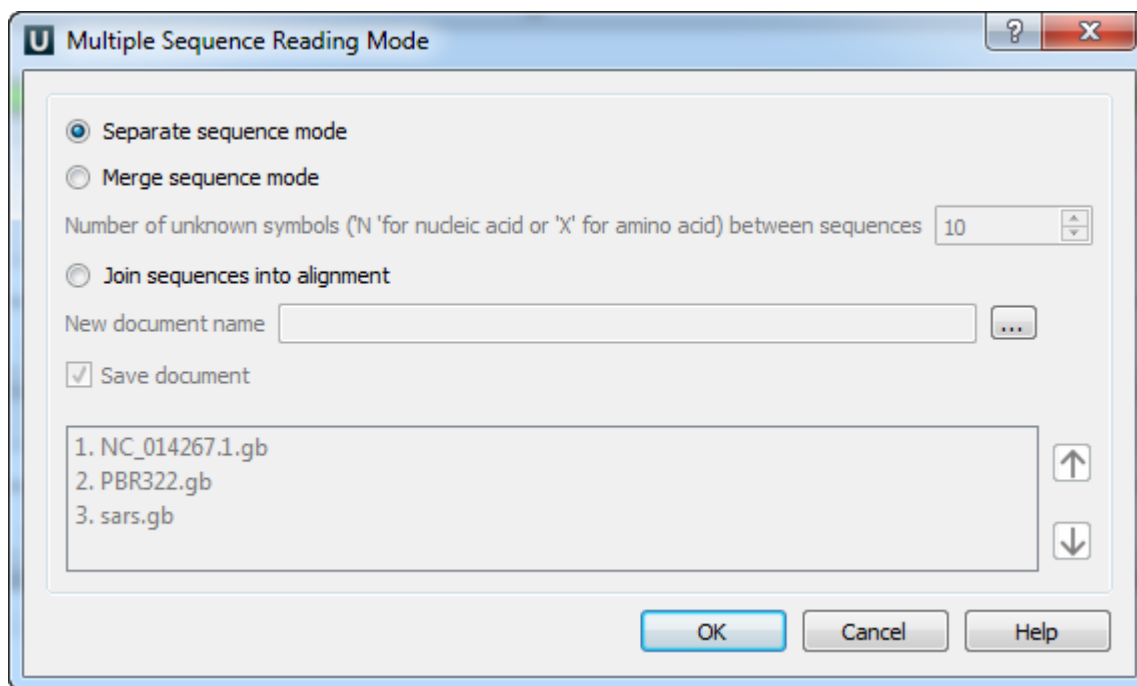 U Multiple Sequence Reading Mode ? X
Separate sequence mode
Merge sequence mode
Number of unknown symbols ('N 'for nucleic acid or 'X' for amino acid) between sequences 10
Join sequences into alignment
New document name ...
Save document
1. NC_014267.1.gb
2. PBR322.gb
3. sars.gb
OK Cancel Help